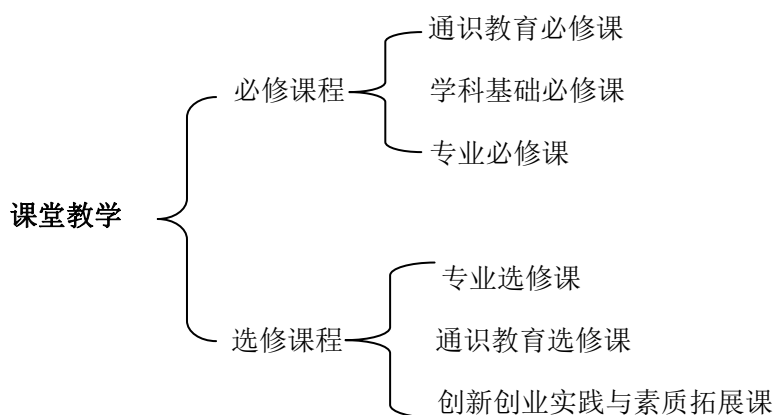 课堂教学
必修课程
通识教育必修课
学科基础必修课
专业必修课
选修课程
专业选修课
通识教育选修课
创新创业实践与素质拓展课